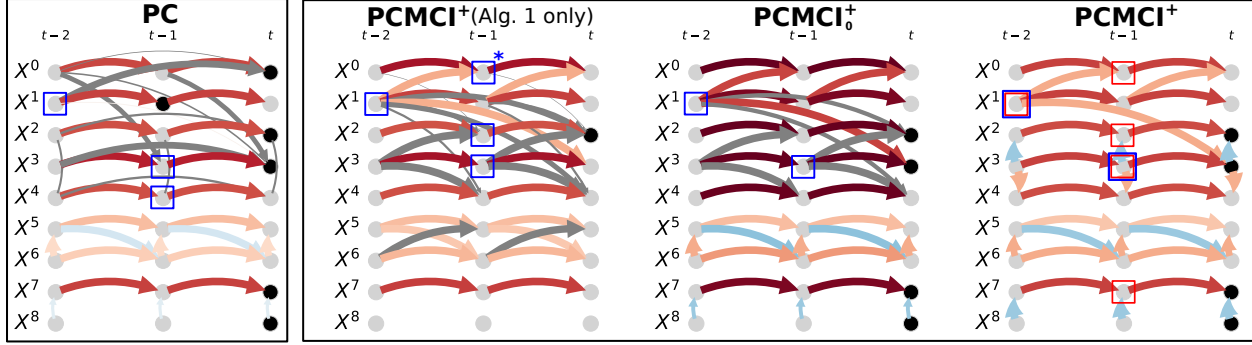 PC
t − 2 t − 1 t
X⁰
X¹
X²
X³
X⁴
X⁵
X⁶
X⁷
X⁸
PCMCI⁺ (Alg. 1 only)
t − 2 t − 1 t
X⁰ *
X¹
X²
X³
X⁴
X⁵
X⁶
X⁷
X⁸
PCMCI₀⁺
t − 2 t − 1 t
X⁰
X¹
X²
X³
X⁴
X⁵
X⁶
X⁷
X⁸
PCMCI⁺
t − 2 t − 1 t
X⁰
X¹
X²
X³
X⁴
X⁵
X⁶
X⁷
X⁸